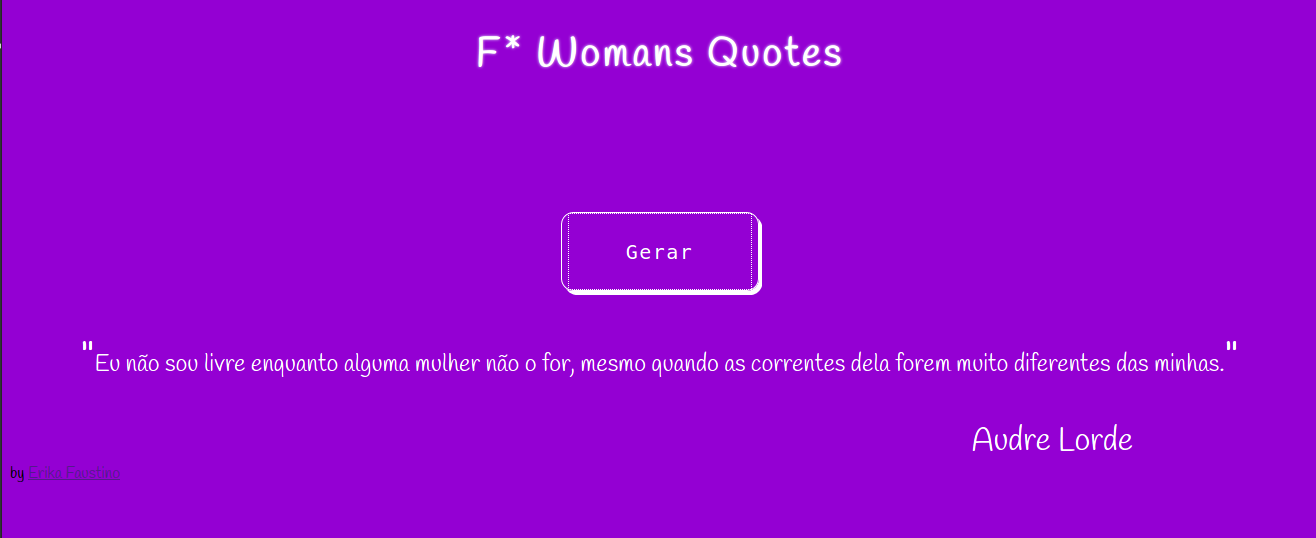 F* Womans Quotes
Gerar
"Eu não sou livre enquanto alguma mulher não o for, mesmo quando as correntes dela forem muito diferentes das minhas."
Audre Lorde
by Erika Faustino